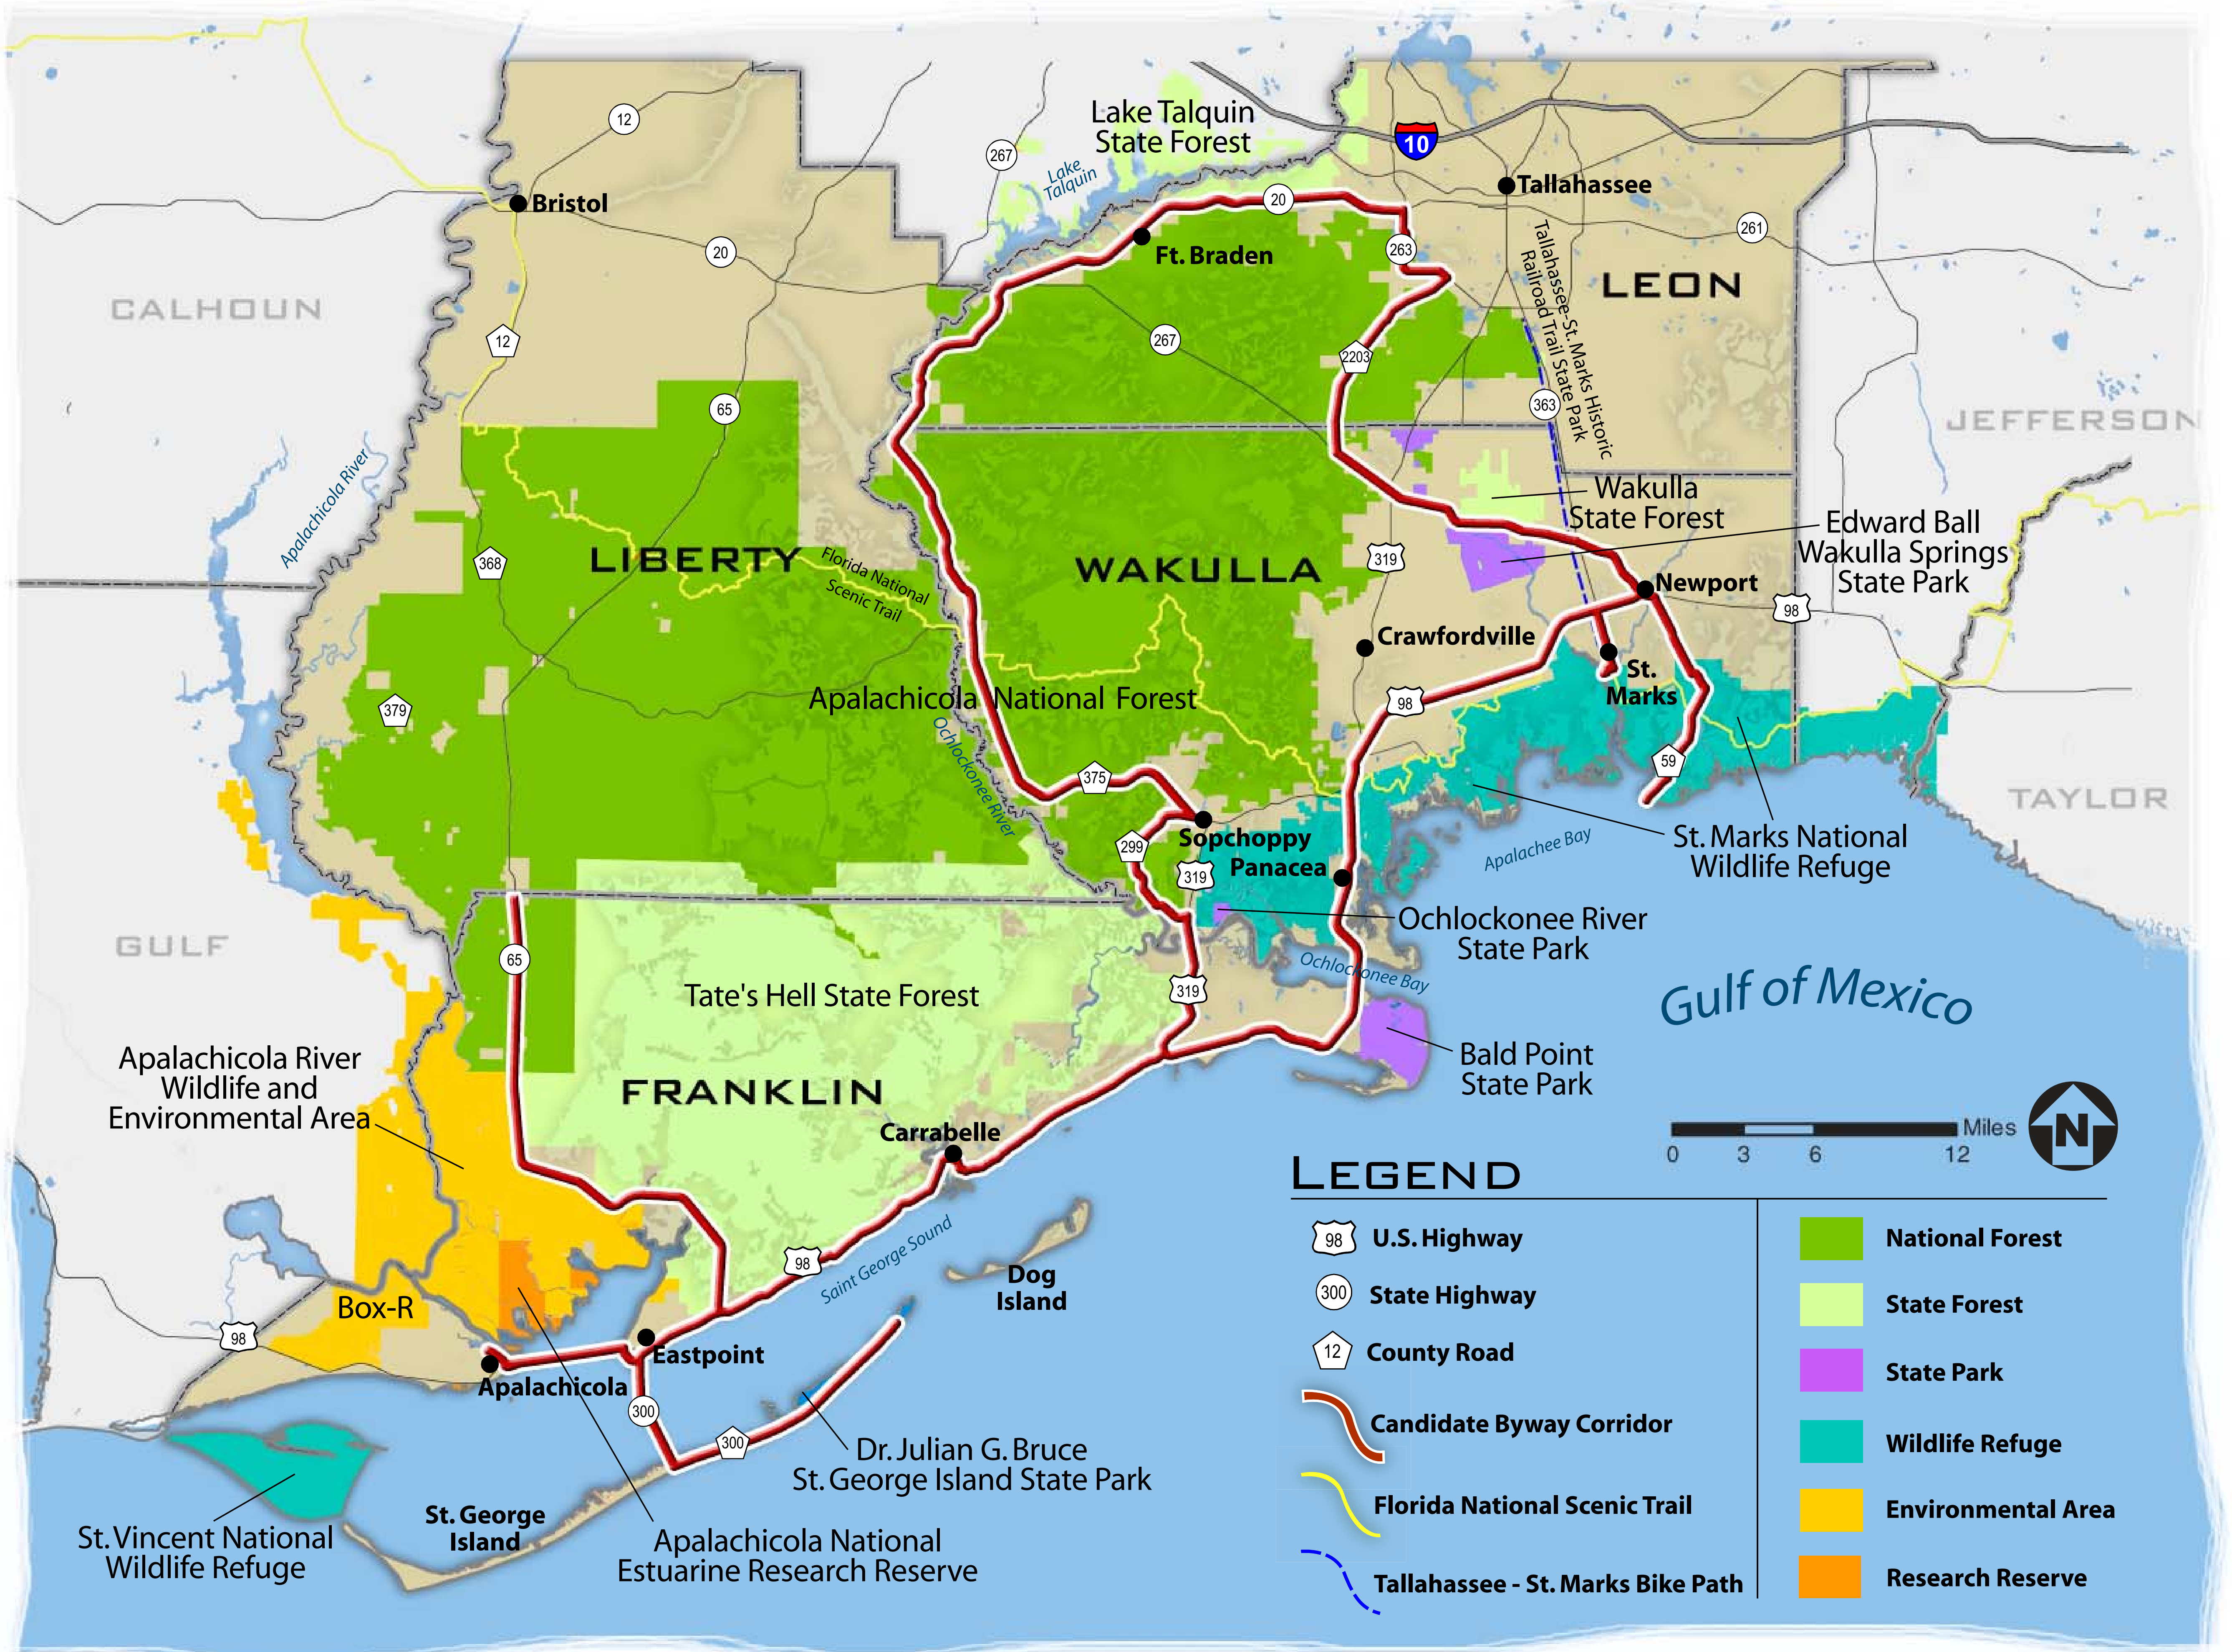 Lake Talquin
State Forest
12
267
Lake
Talquin
10
Tallahassee
Bristol
20
261
20
Ft. Braden
263
LEON
Tallahassee-St. Marks Historic
Railroad Trail State Park
CALHOUN
12
267
2203
65
363
JEFFERSON
Apalachicola River
Wakulla
State Forest
Edward Ball
Wakulla Springs
State Park
368
LIBERTY
Florida National
Scenic Trail
WAKULLA
319
Newport
98
Crawfordville
St.
Marks
379
Apalachicola National Forest
98
Ochlockonee River
375
59
TAYLOR
Sopchoppy
299
319
Panacea
Apalachee Bay
St. Marks National
Wildlife Refuge
GULF
65
Ochlockonee River
State Park
Ochlockonee Bay
Tate's Hell State Forest
319
Gulf of Mexico
Apalachicola River
Wildlife and
Environmental Area
Bald Point
State Park
FRANKLIN
Carrabelle
Miles
0 3 6 12
N
98
Saint George Sound
Dog
Island
Box-R
98
Eastpoint
Apalachicola
300
300
Dr. Julian G. Bruce
St. George Island State Park
St. George
Island
St. Vincent National
Wildlife Refuge
Apalachicola National
Estuarine Research Reserve
LEGEND
98 U.S. Highway
300 State Highway
12 County Road
Candidate Byway Corridor
Florida National Scenic Trail
Tallahassee - St. Marks Bike Path
National Forest
State Forest
State Park
Wildlife Refuge
Environmental Area
Research Reserve